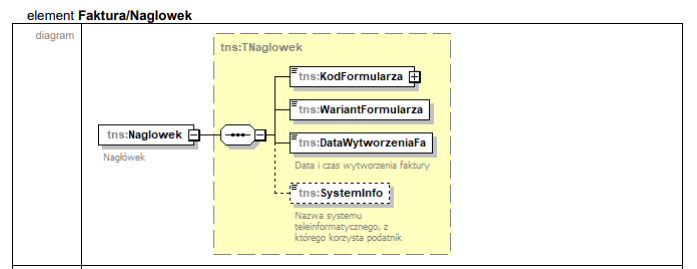 element Faktura/Naglowek
diagram
tns:TNaglowek
tns:KodFormularza
tns:WariantFormularza
tns:Naglowek
Nagłówek
tns:DataWytworzeniaFa
Data i czas wytworzenia faktury
tns:SystemInfo
Nazwa systemu
teleinformatycznego, z
którego korzysta podatnik